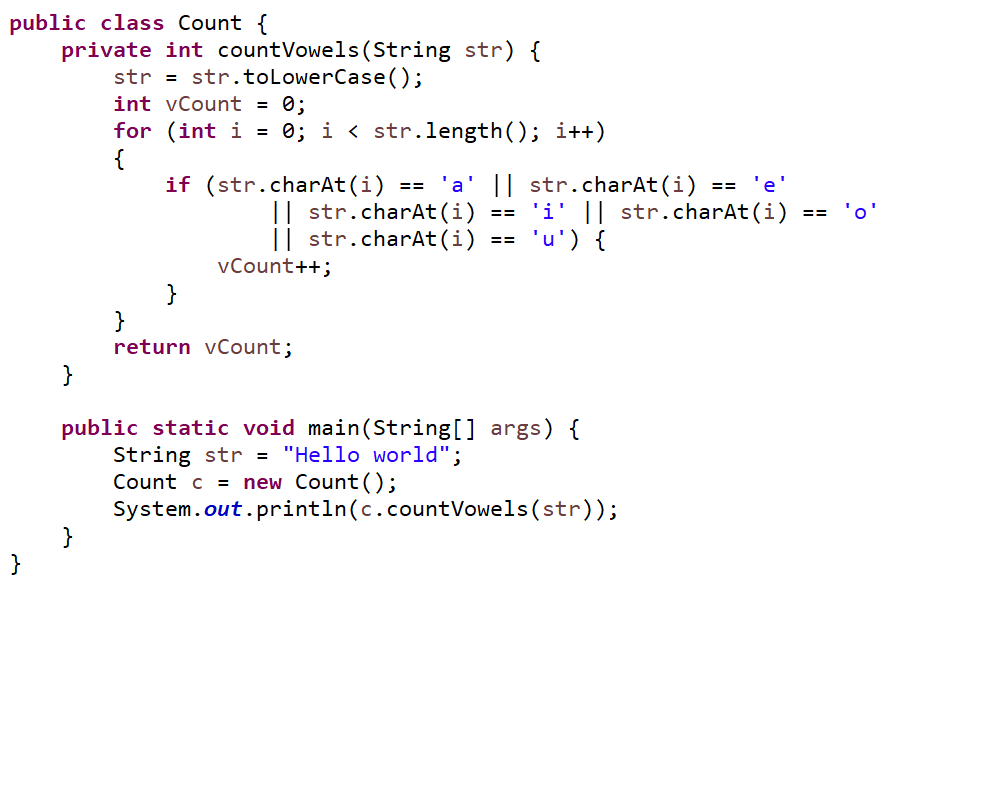 public class Count {
    private int countVowels(String str) {
        str = str.toLowerCase();
        int vCount = 0;
        for (int i = 0; i < str.length(); i++)
        {
            if (str.charAt(i) == 'a' || str.charAt(i) == 'e'
                    || str.charAt(i) == 'i' || str.charAt(i) == 'o'
                    || str.charAt(i) == 'u') {
                vCount++;
            }
        }
        return vCount;
    }

    public static void main(String[] args) {
        String str = "Hello world";
        Count c = new Count();
        System.out.println(c.countVowels(str));
    }
}